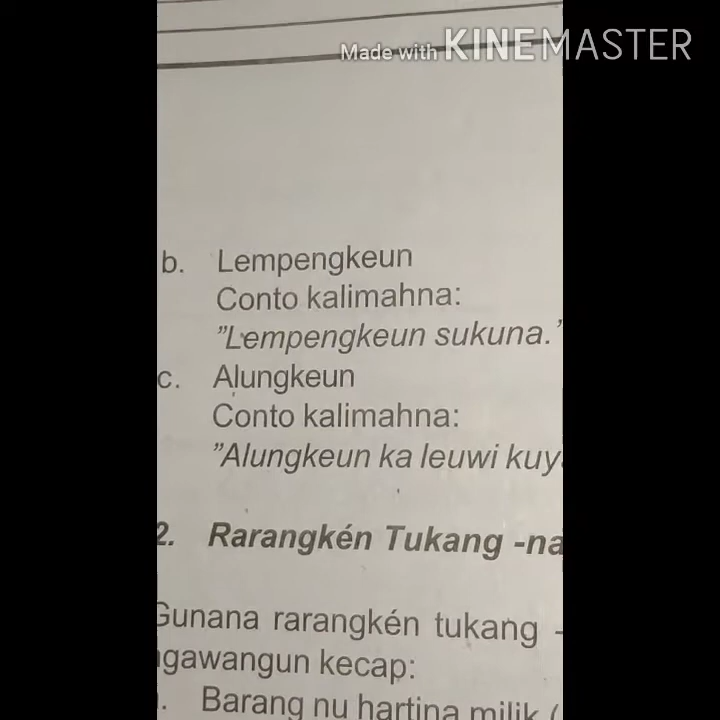 Made with KINEMASTER
b. Lempengkeun
Conto kalimahna:
”Lempengkeun sukuna.”
c. Alungkeun
Conto kalimahna:
”Alungkeun ka leuwi
2. Rarangkén Tukang -na
Gunana rarangkén tukang
kecap:
Barang nu hartina milik (